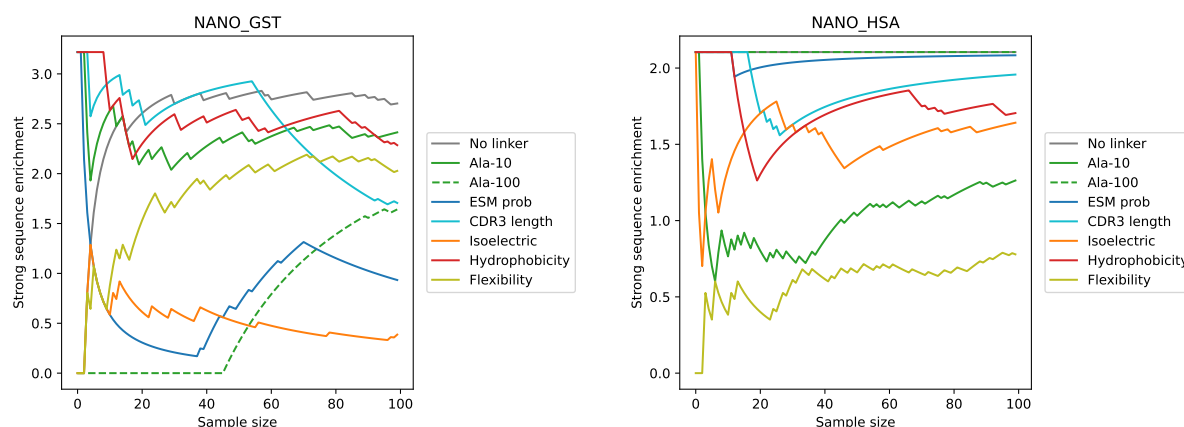 NANO_GST
Strong sequence enrichment
3.0
2.5
2.0
1.5
1.0
0.5
0.0
0
20
40
60
80
100
Sample size
No linker
Ala-10
Ala-100
ESM prob
CDR3 length
Isoelectric
Hydrophobicity
Flexibility
NANO_HSA
Strong sequence enrichment
2.0
1.5
1.0
0.5
0.0
0
20
40
60
80
100
Sample size
No linker
Ala-10
Ala-100
ESM prob
CDR3 length
Isoelectric
Hydrophobicity
Flexibility